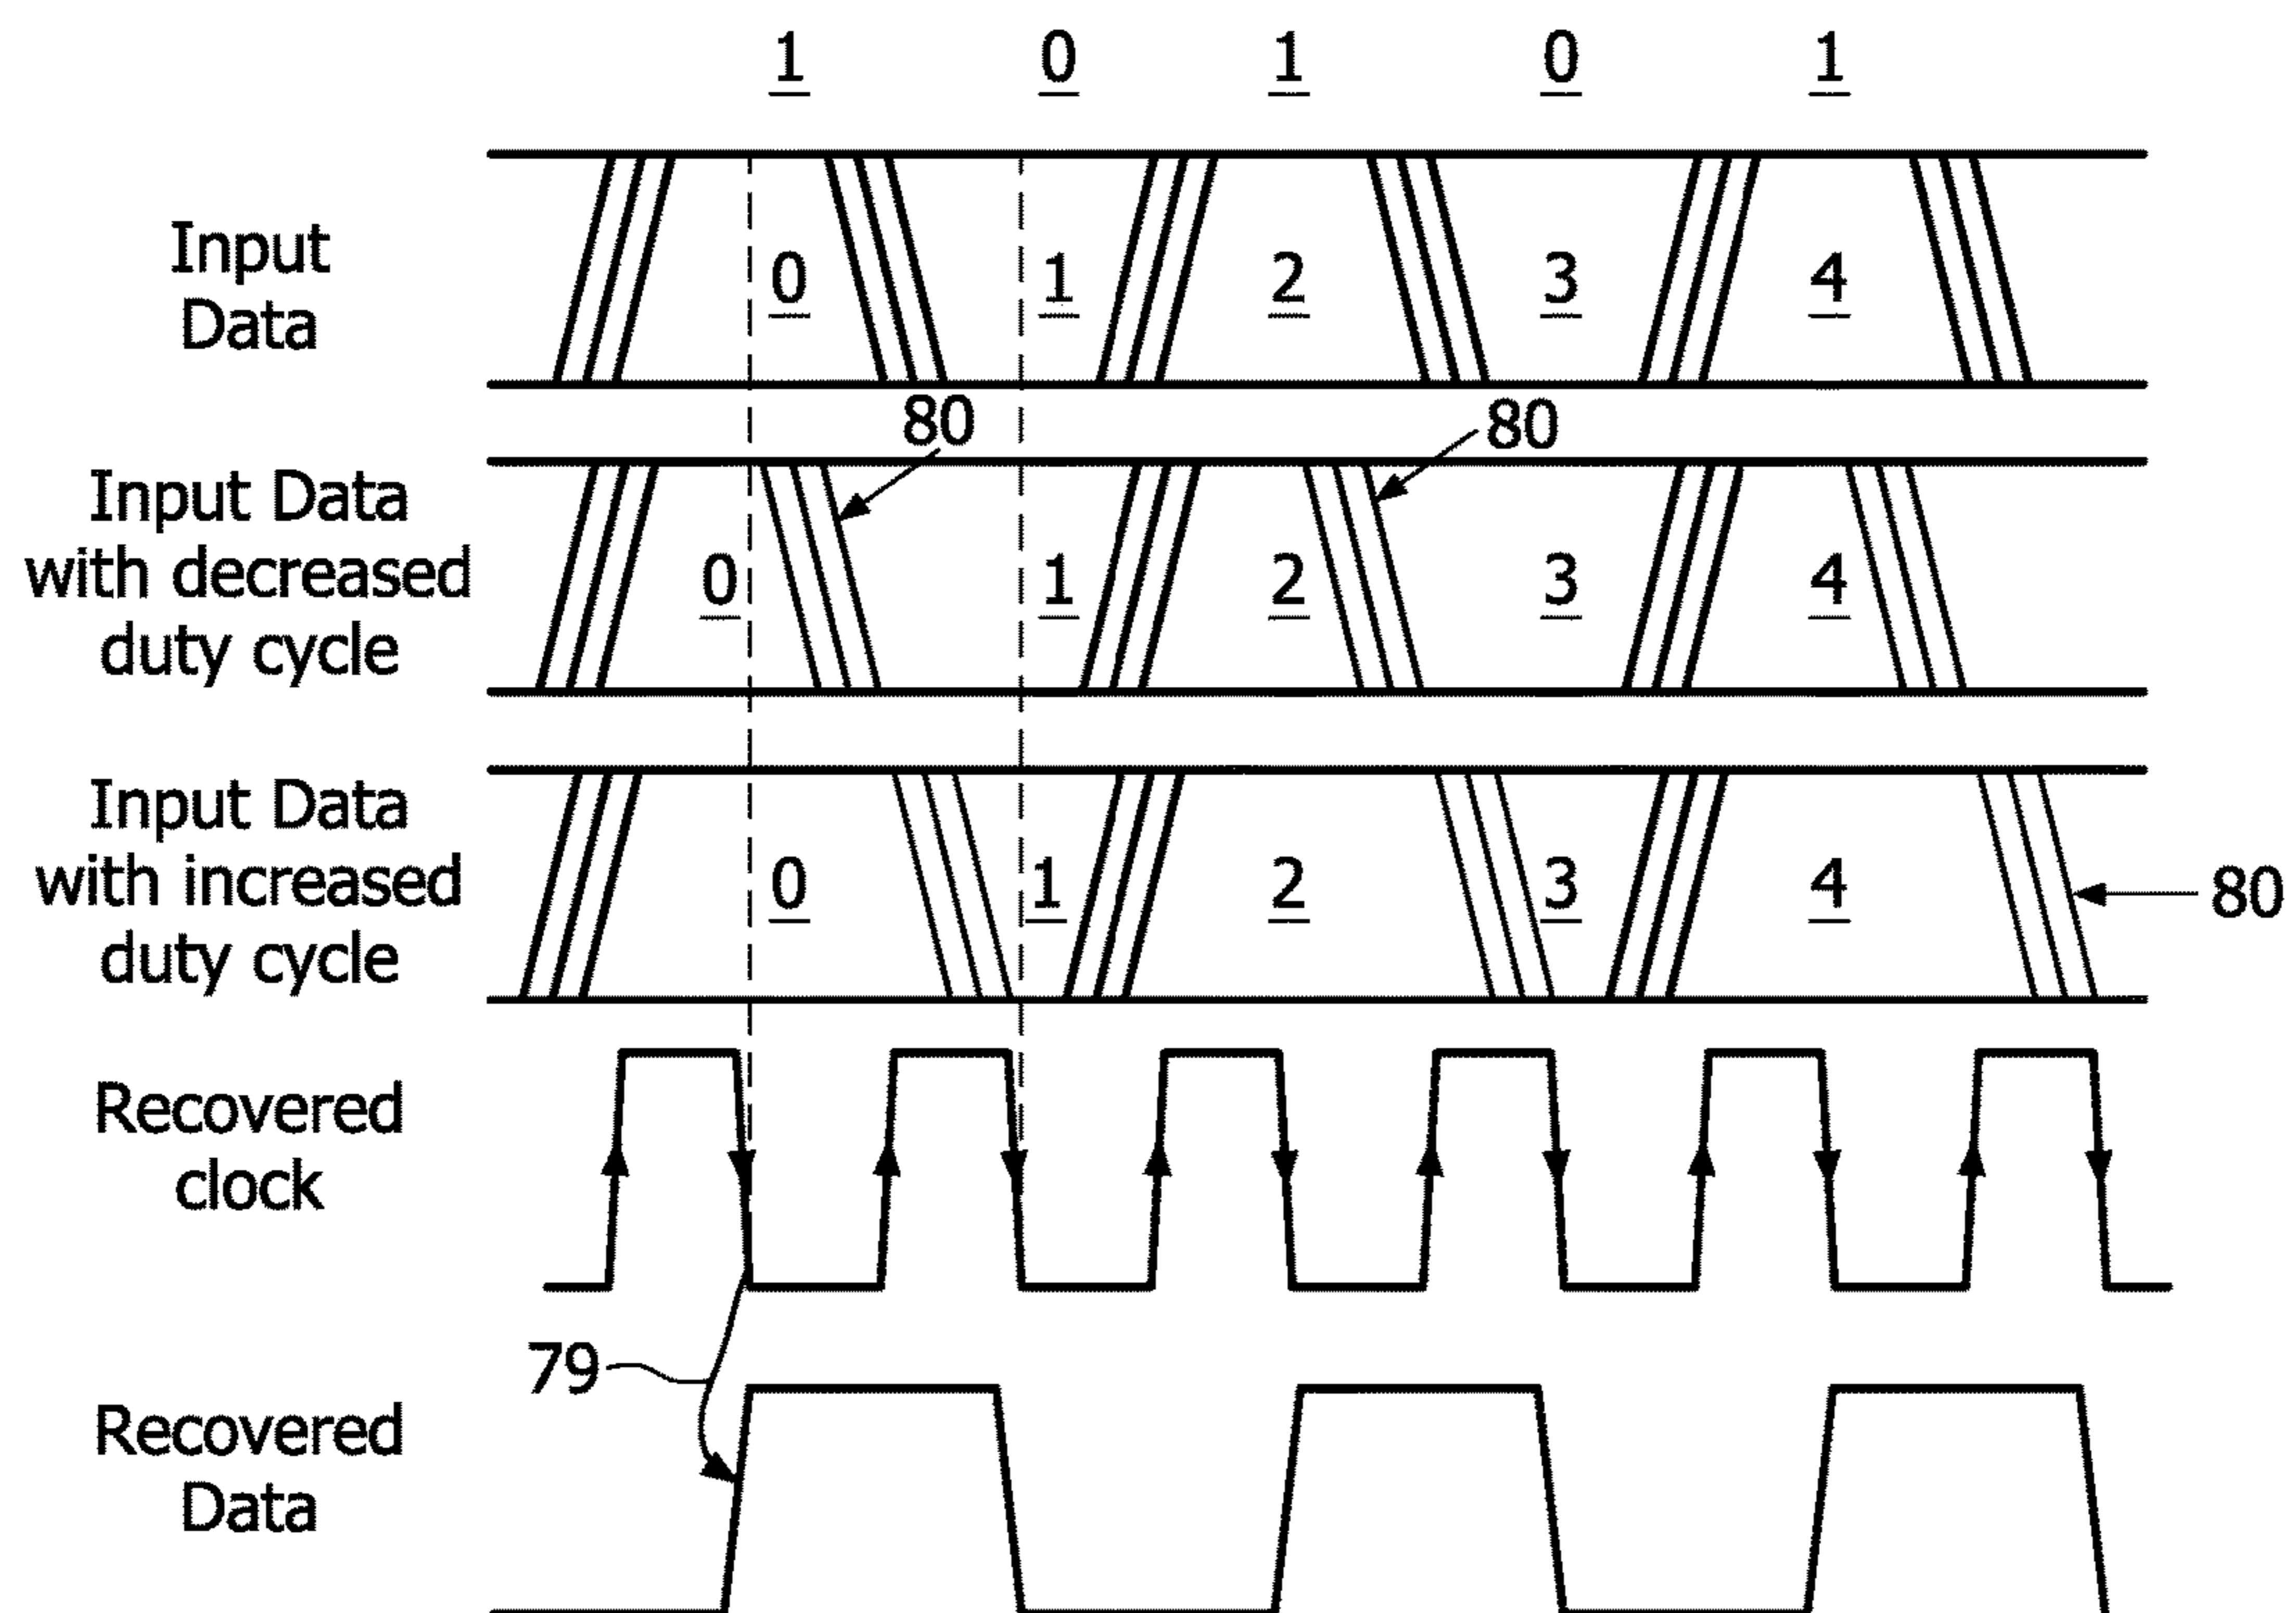 1 0 1 0 1
Input
Data
0 1 2 3 4
80 80
Input Data
with decreased
duty cycle
0 1 2 3 4
Input Data
with increased
duty cycle
0 1 2 3 4
80
Recovered
clock
79
Recovered
Data